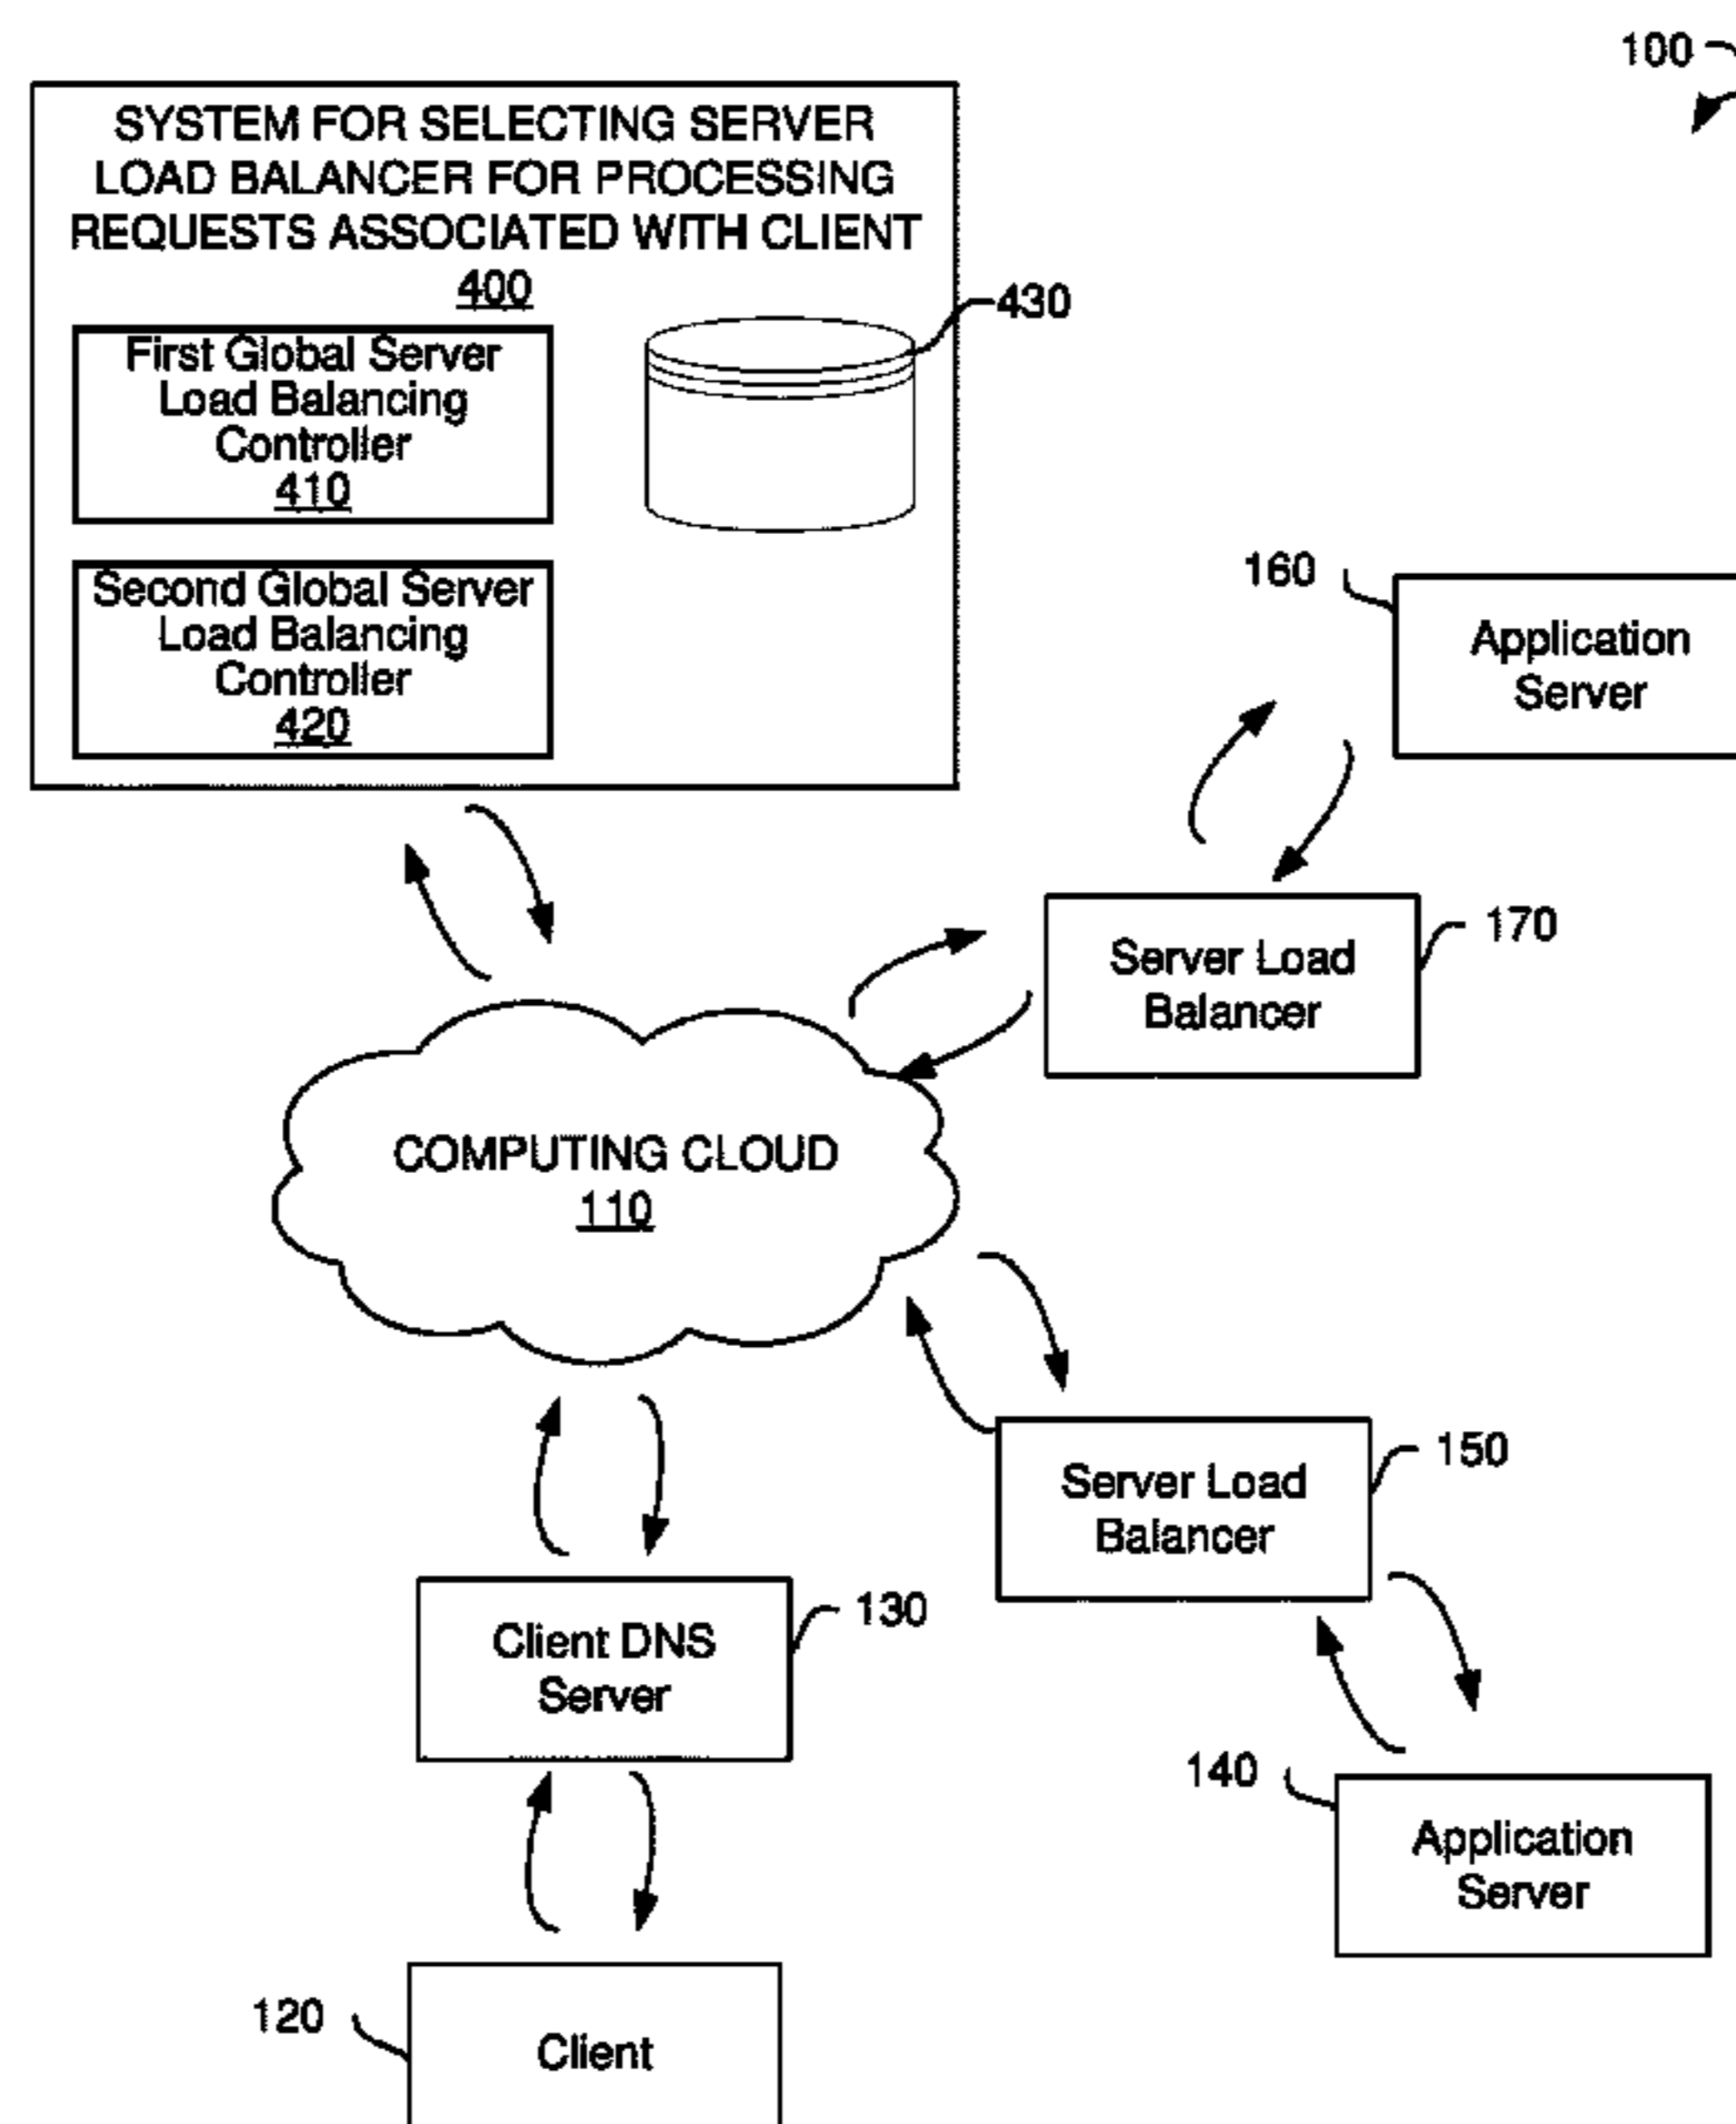 100
SYSTEM FOR SELECTING SERVER
LOAD BALANCER FOR PROCESSING
REQUESTS ASSOCIATED WITH CLIENT
400
430
First Global Server
Load Balancing
Controller
410
Second Global Server
Load Balancing
Controller
420
160
Application
Server
170
Server Load
Balancer
COMPUTING CLOUD
110
150
Server Load
Balancer
130
Client DNS
Server
140
Application
Server
120
Client